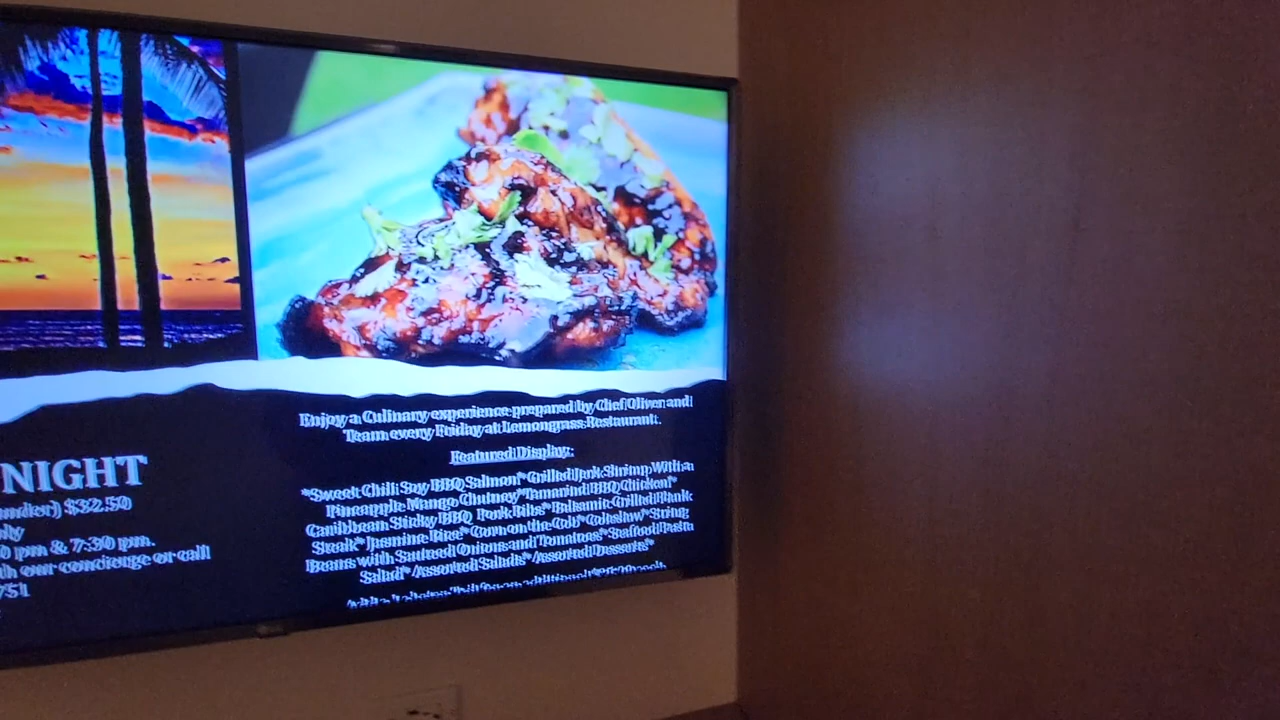 NIGHT
under) $32.50
nly
0 pm & 7:30 pm.
th our concierge or call
751
Enjoy a Culinary experience prepared by Chef Oliver and
Team every Friday at Lemongrass Restaurant.
Featured Display:
*Sweet Chili Soy BBQ Salmon* Grilled Jerk Shrimp With a
Pineapple Mango Chutney*Tamarind BBQ Chicken*
Caribbean Sticky BBQ Pork Ribs* Balsamic Grilled Flank
Steak* Jasmine Rice* Corn on the Cob* Coleslaw* String
Beans with Sauteed Onions and Tomatoes* Seafood Pasta
Salad* Assorted Salads* Assorted Desserts*